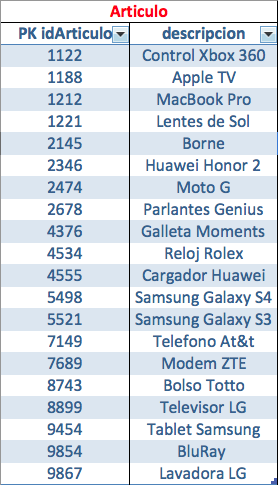 Articulo
PK idArticulo descripcion
1122 Control Xbox 360
1188 Apple TV
1212 MacBook Pro
1221 Lentes de Sol
2145 Borne
2346 Huawei Honor 2
2474 Moto G
2678 Parlantes Genius
4376 Galleta Moments
4534 Reloj Rolex
4555 Cargador Huawei
5498 Samsung Galaxy S4
5521 Samsung Galaxy S3
7149 Telefono At&t
7689 Modem ZTE
8743 Bolso Totto
8899 Televisor LG
9454 Tablet Samsung
9854 BluRay
9867 Lavadora LG